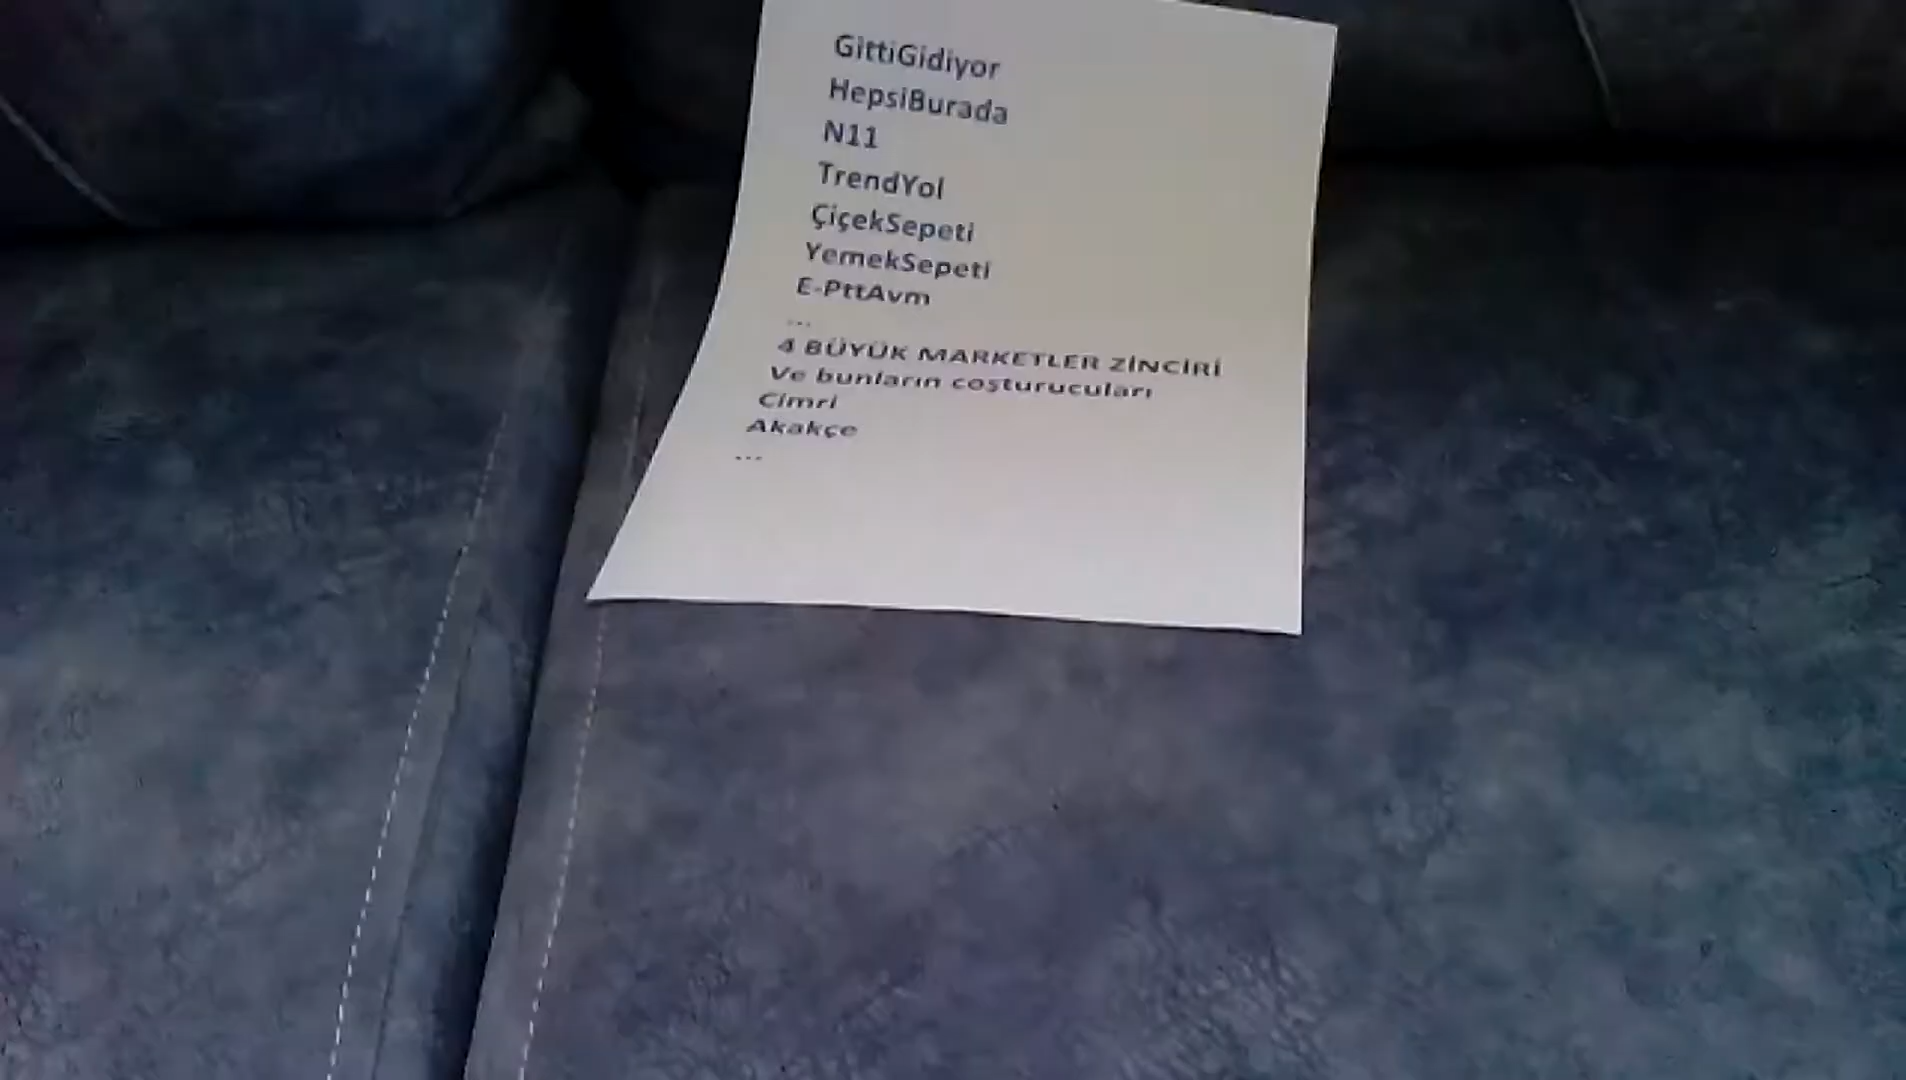 GittiGidiyor
HepsiBurada
N11
TrendYol
ÇiçekSepeti
YemekSepeti
E-PttAvm
...
4 BÜYÜK MARKETLER ZİNCİRİ
Ve bunların coşturucuları
Cimri
Akakçe
...